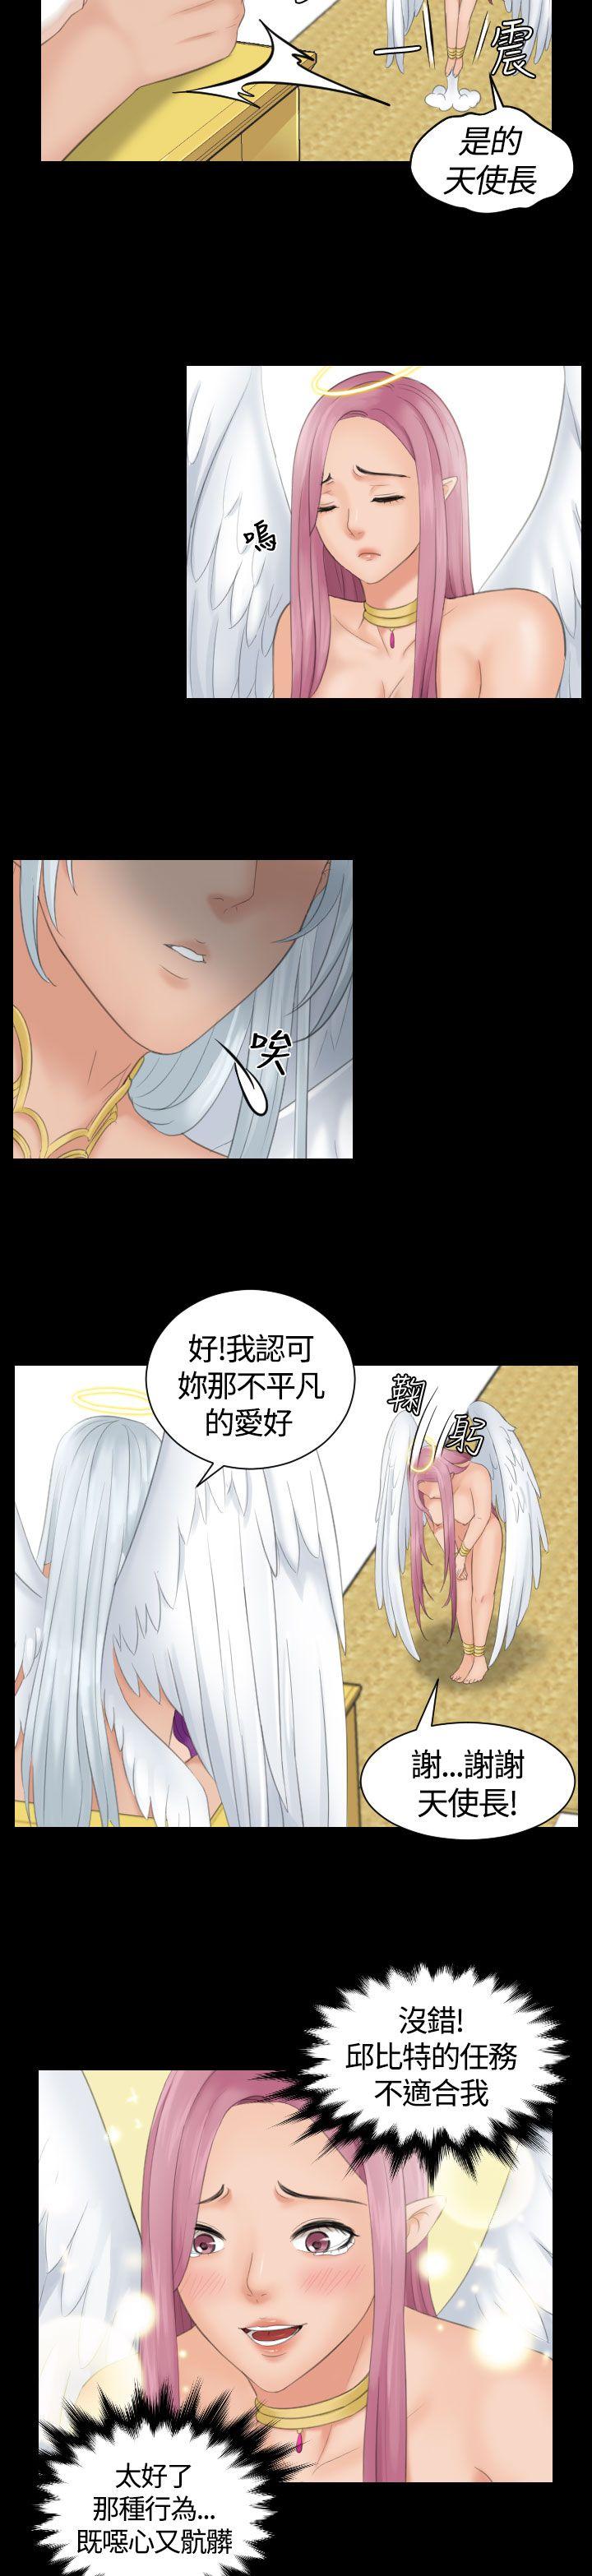 震
是的
天使長
嗚
唉
好!我認可
妳那不平凡
的愛好
鞠
躬
謝...謝謝
天使長!
沒錯!
邱比特的任務
不適合我
太好了
那種行為...
既噁心又骯髒